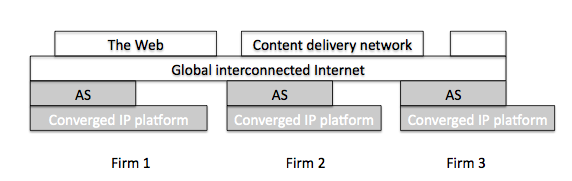 The Web Content delivery network
Global interconnected Internet
AS AS AS
Converged IP platform Converged IP platform Converged IP platform
Firm 1 Firm 2 Firm 3